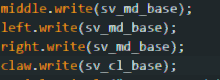 middle.write(sv_md_base);
left.write(sv_md_base);
right.write(sv_md_base);
claw.write(sv_cl_base);